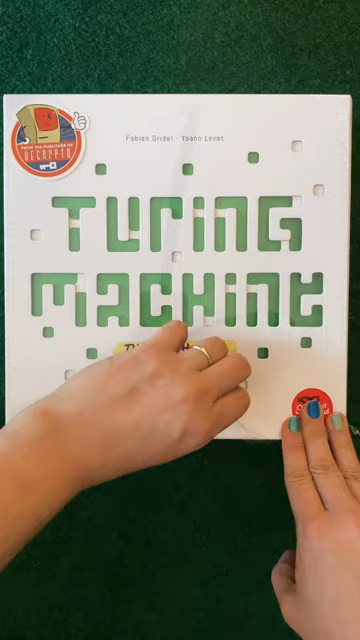 FROM THE PUBLISHER OF
DECRYPTO
Fabien Gridel - Yoann Levet
TURING
MACHINE